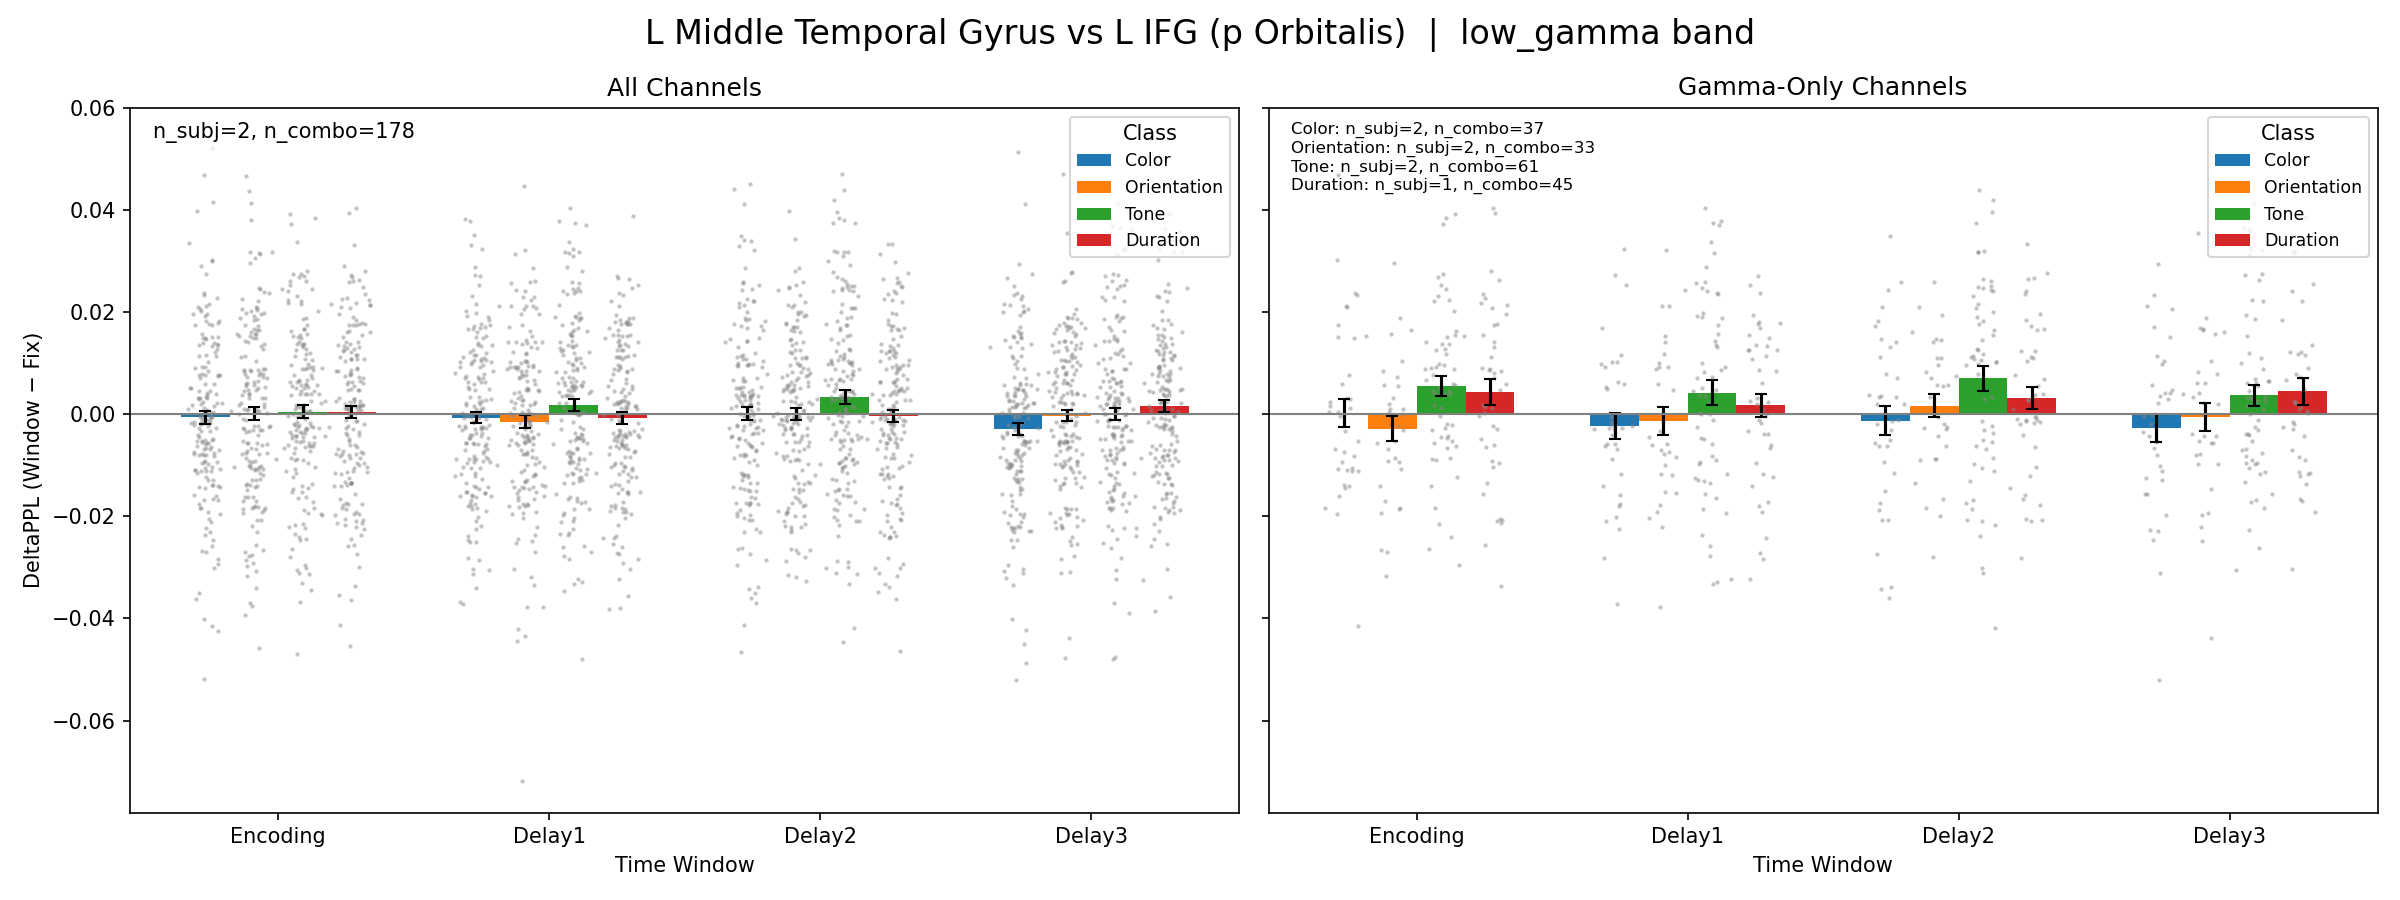 L Middle Temporal Gyrus vs L IFG (p Orbitalis) | low_gamma band
All Channels
n_subj=2, n_combo=178
Class
Color
Orientation
Tone
Duration
0.06
0.04
0.02
0.00
−0.02
−0.04
−0.06
DeltaPPL (Window − Fix)
Encoding
Delay1
Delay2
Delay3
Time Window
Gamma-Only Channels
Color: n_subj=2, n_combo=37
Orientation: n_subj=2, n_combo=33
Tone: n_subj=2, n_combo=61
Duration: n_subj=1, n_combo=45
Class
Color
Orientation
Tone
Duration
Encoding
Delay1
Delay2
Delay3
Time Window